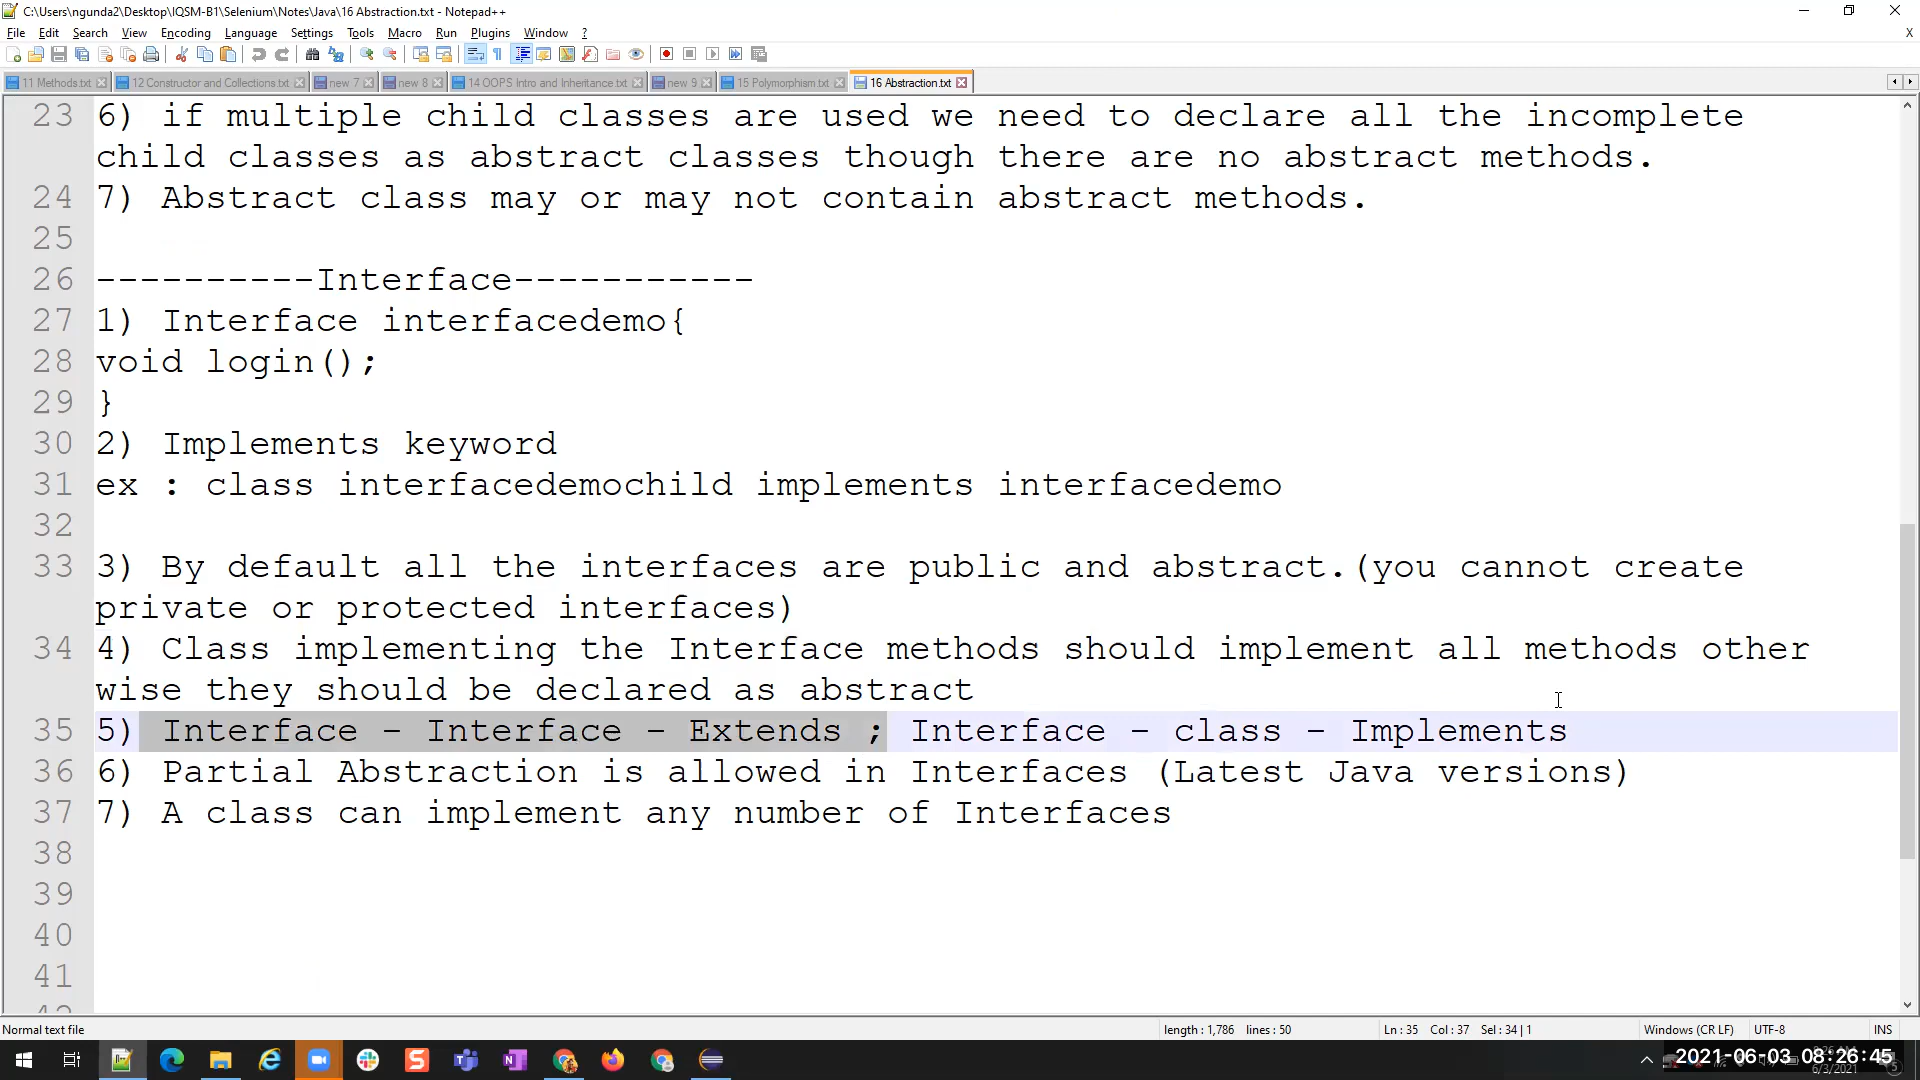 C:\Users\ngunda2\Desktop\IQSM-B1\Selenium\Notes\Java\16 Abstraction.txt - Notepad++
File Edit Search View Encoding Language Settings Tools Macro Run Plugins Window ? X
11 Methods.txt 12 Constructor and Collections.txt new 7 new 8 14 OOPS Intro and Inheritance.txt new 9 15 Polymorphism.txt 16 Abstraction.txt
23 6) if multiple child classes are used we need to declare all the incomplete
child classes as abstract classes though there are no abstract methods.
24 7) Abstract class may or may not contain abstract methods.
25
26 ----------Interface-----------
27 1) Interface interfacedemo{
28 void login();
29 }
30 2) Implements keyword
31 ex : class interfacedemochild implements interfacedemo
32
33 3) By default all the interfaces are public and abstract.(you cannot create
private or protected interfaces)
34 4) Class implementing the Interface methods should implement all methods other
wise they should be declared as abstract
35 5) Interface - Interface - Extends ; Interface - class - Implements
36 6) Partial Abstraction is allowed in Interfaces (Latest Java versions)
37 7) A class can implement any number of Interfaces
38
39
40
41
Normal text file length : 1,786 lines : 50 Ln : 35 Col : 37 Sel : 34 | 1 Windows (CR LF) UTF-8 INS
2021-06-03 08:26:45
6/3/2021